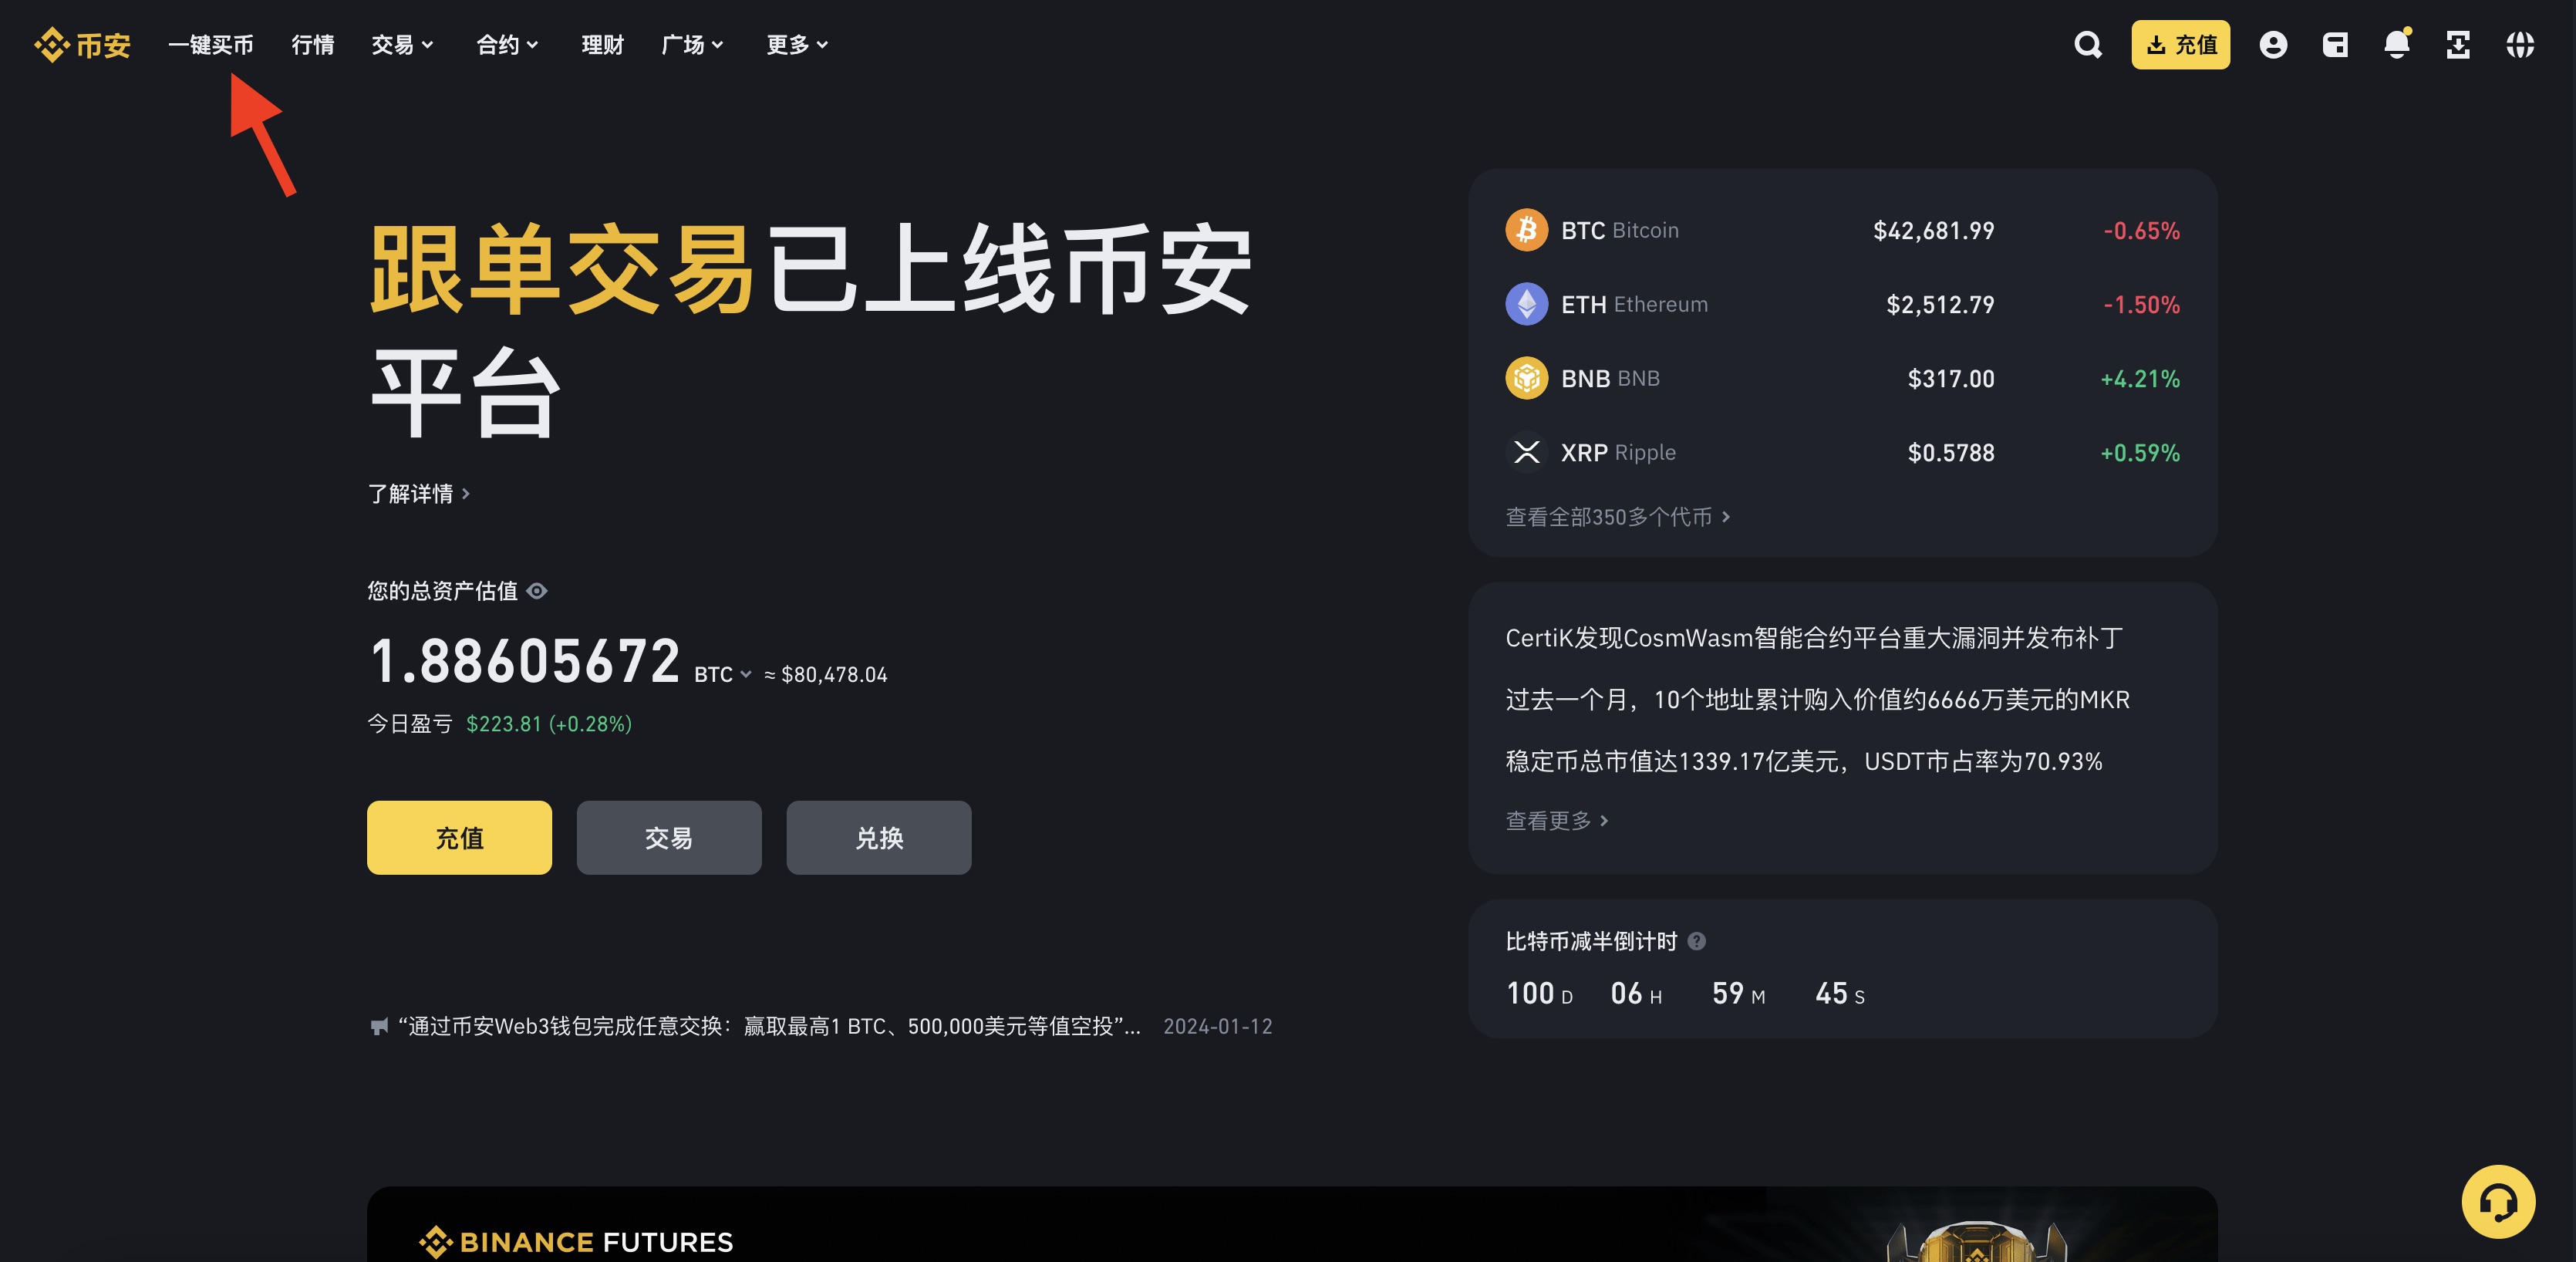 币安 一键买币 行情 交易 合约 理财 广场 更多 充值
跟单交易已上线币安
平台
了解详情
您的总资产估值
1.88605672 BTC ≈ $80,478.04
今日盈亏 $223.81 (+0.28%)
充值 交易 兑换
“通过币安Web3钱包完成任意交换：赢取最高1 BTC、500,000美元等值空投”... 2024-01-12
BTC Bitcoin $42,681.99 -0.65%
ETH Ethereum $2,512.79 -1.50%
BNB BNB $317.00 +4.21%
XRP Ripple $0.5788 +0.59%
查看全部350多个代币
CertiK发现CosmWasm智能合约平台重大漏洞并发布补丁
过去一个月，10个地址累计购入价值约6666万美元的MKR
稳定币总市值达1339.17亿美元，USDT市占率为70.93%
查看更多
比特币减半倒计时
100 D 06 H 59 M 45 S
BINANCE FUTURES